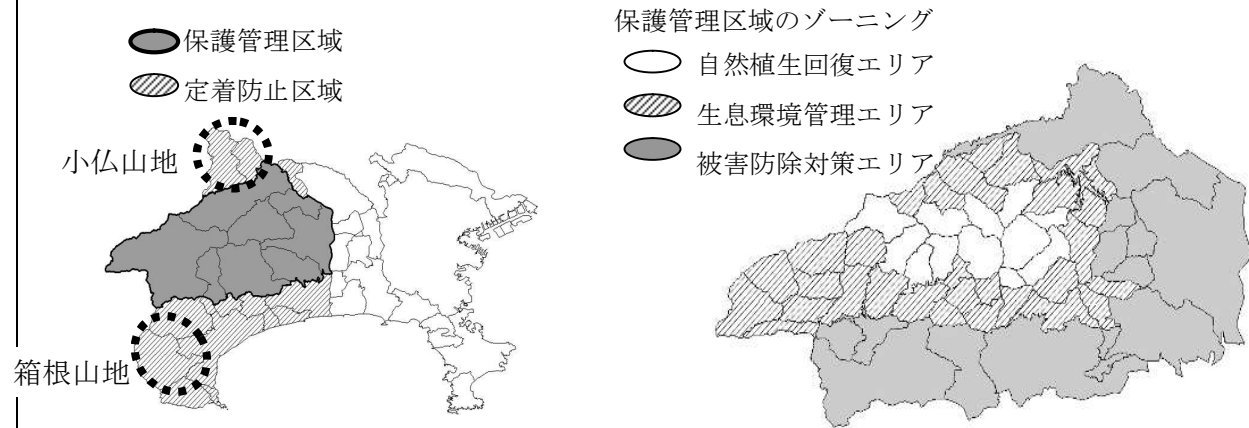 保護管理区域
定着防止区域
小仏山地
箱根山地
保護管理区域のゾーニング
自然植生回復エリア
生息環境管理エリア
被害防除対策エリア